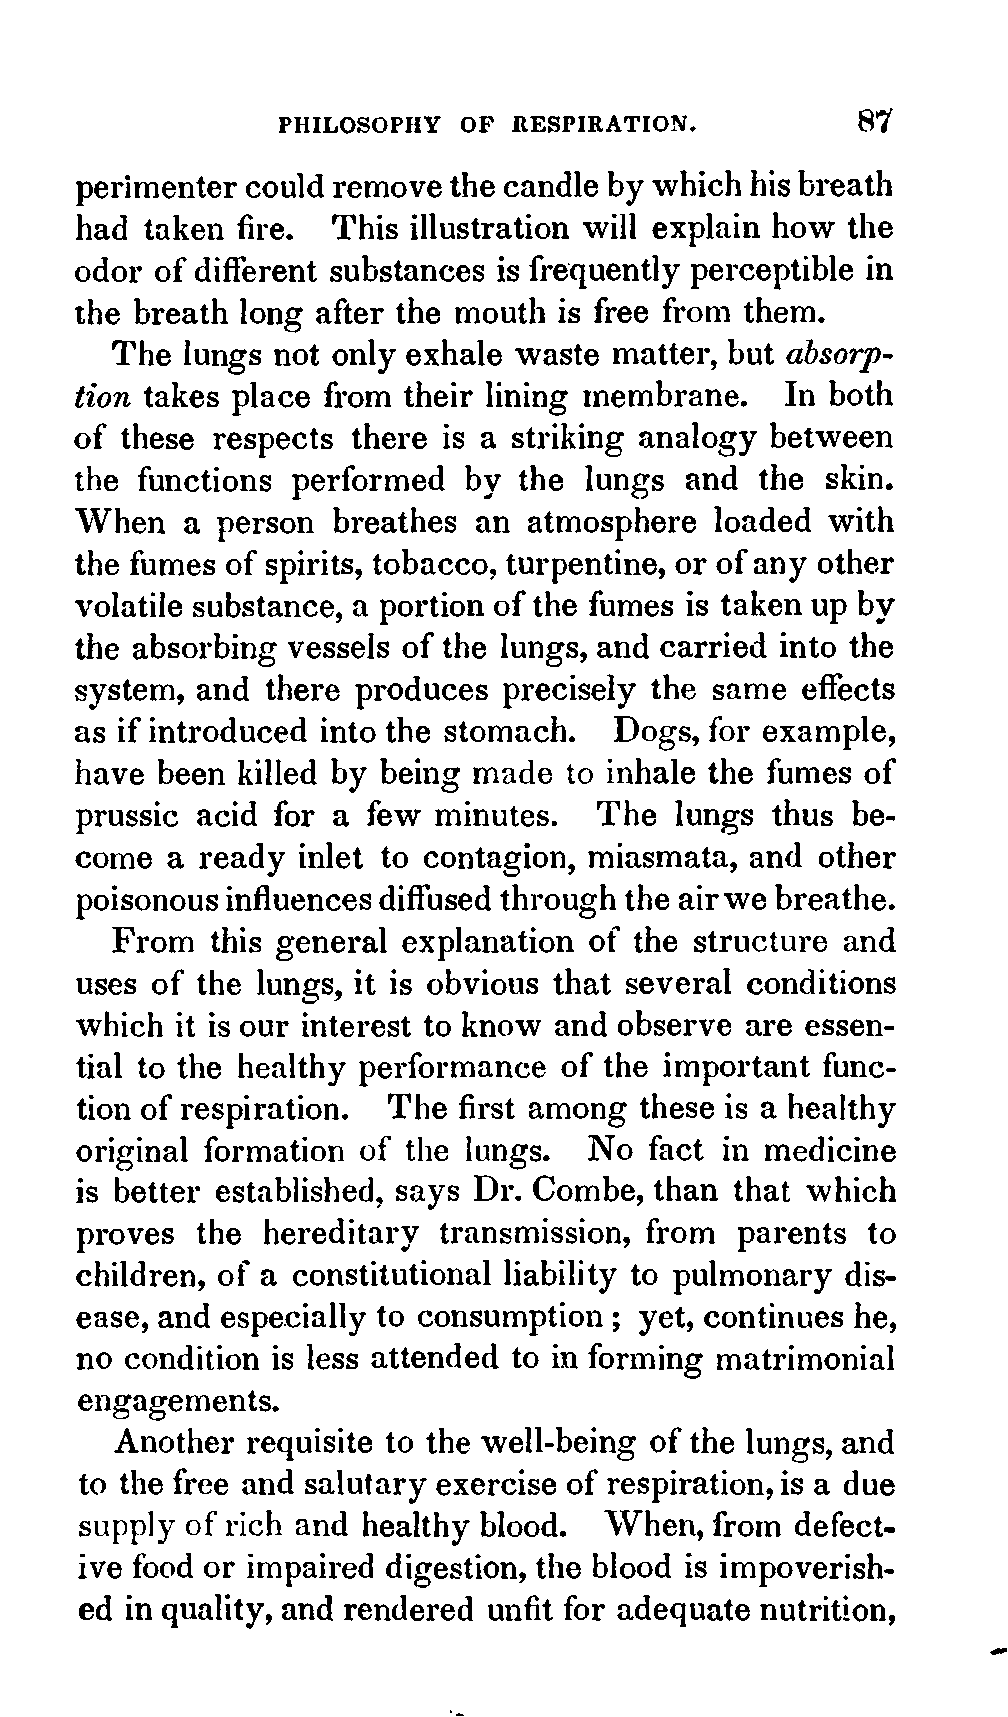 PHILOSOPHY OF RESPIRATION. 87
perimenter could remove the candle by which his breath
had taken fire. This illustration will explain how the
odor of different substances is frequently perceptible in
the breath long after the mouth is free from them.
The lungs not only exhale waste matter, but absorp-
tion takes place from their lining membrane. In both
of these respects there is a striking analogy between
the functions performed by the lungs and the skin.
When a person breathes an atmosphere loaded with
the fumes of spirits, tobacco, turpentine, or of any other
volatile substance, a portion of the fumes is taken up by
the absorbing vessels of the lungs, and carried into the
system, and there produces precisely the same effects
as if introduced into the stomach. Dogs, for example,
have been killed by being made to inhale the fumes of
prussic acid for a few minutes. The lungs thus be-
come a ready inlet to contagion, miasmata, and other
poisonous influences diffused through the air we breathe.
From this general explanation of the structure and
uses of the lungs, it is obvious that several conditions
which it is our interest to know and observe are essen-
tial to the healthy performance of the important func-
tion of respiration. The first among these is a healthy
original formation of the lungs. No fact in medicine
is better established, says Dr. Combe, than that which
proves the hereditary transmission, from parents to
children, of a constitutional liability to pulmonary dis-
ease, and especially to consumption ; yet, continues he,
no condition is less attended to in forming matrimonial
engagements.
Another requisite to the well-being of the lungs, and
to the free and salutary exercise of respiration, is a due
supply of rich and healthy blood. When, from defect-
ive food or impaired digestion, the blood is impoverish-
ed in quality, and rendered unfit for adequate nutrition,